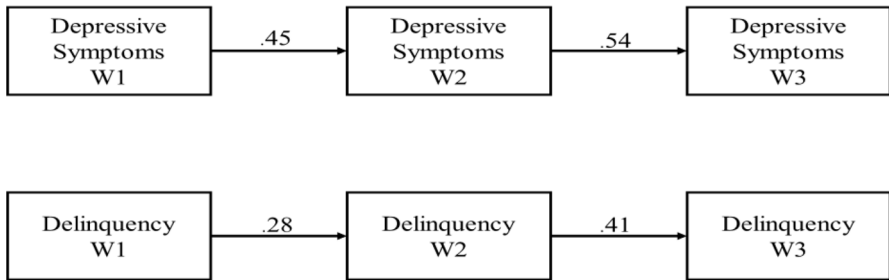 Depressive
Symptoms
W1
.45
Depressive
Symptoms
W2
.54
Depressive
Symptoms
W3
Delinquency
W1
.28
Delinquency
W2
.41
Delinquency
W3